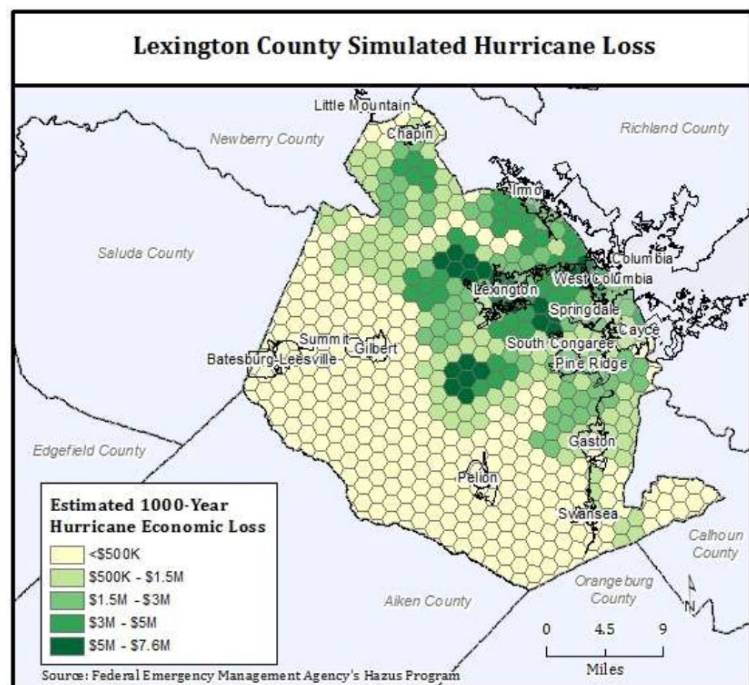 Lexington County Simulated Hurricane Loss
Little Mountain
Newberry County
Chapin
Richland County
Irmo
Saluda County
Columbia
West Columbia
Lexington
Springdale
Cayce
Summit
Gilbert
South Congaree
Batesburg-Leesville
Pine Ridge
Edgefield County
Gaston
Pelion
Swansea
Calhoun
County
Orangeburg
County
Aiken County
N
Estimated 1000-Year
Hurricane Economic Loss
<$500K
$500K - $1.5M
$1.5M - $3M
$3M - $5M
$5M - $7.6M
0 4.5 9
Miles
Source: Federal Emergency Management Agency's Hazus Program